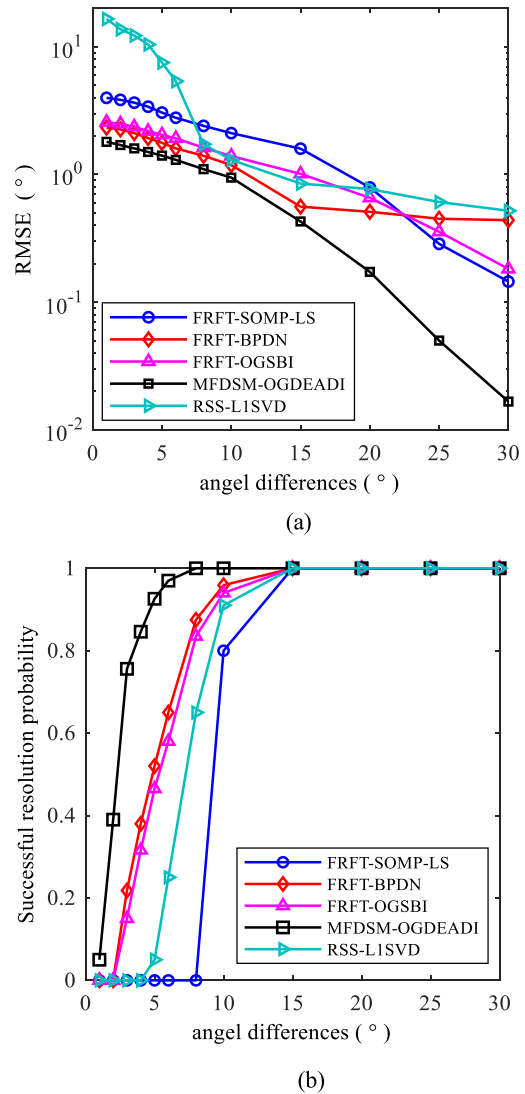 10^1
10^0
10^-1
10^-2
RMSE ( ° )
FRFT-SOMP-LS
FRFT-BPDN
FRFT-OGSBI
MFDSM-OGDEADI
RSS-L1SVD
0 5 10 15 20 25 30
angel differences ( ° )
(a)
1
0.8
0.6
0.4
0.2
0
Successful resolution probability
FRFT-SOMP-LS
FRFT-BPDN
FRFT-OGSBI
MFDSM-OGDEADI
RSS-L1SVD
0 5 10 15 20 25 30
angel differences ( ° )
(b)